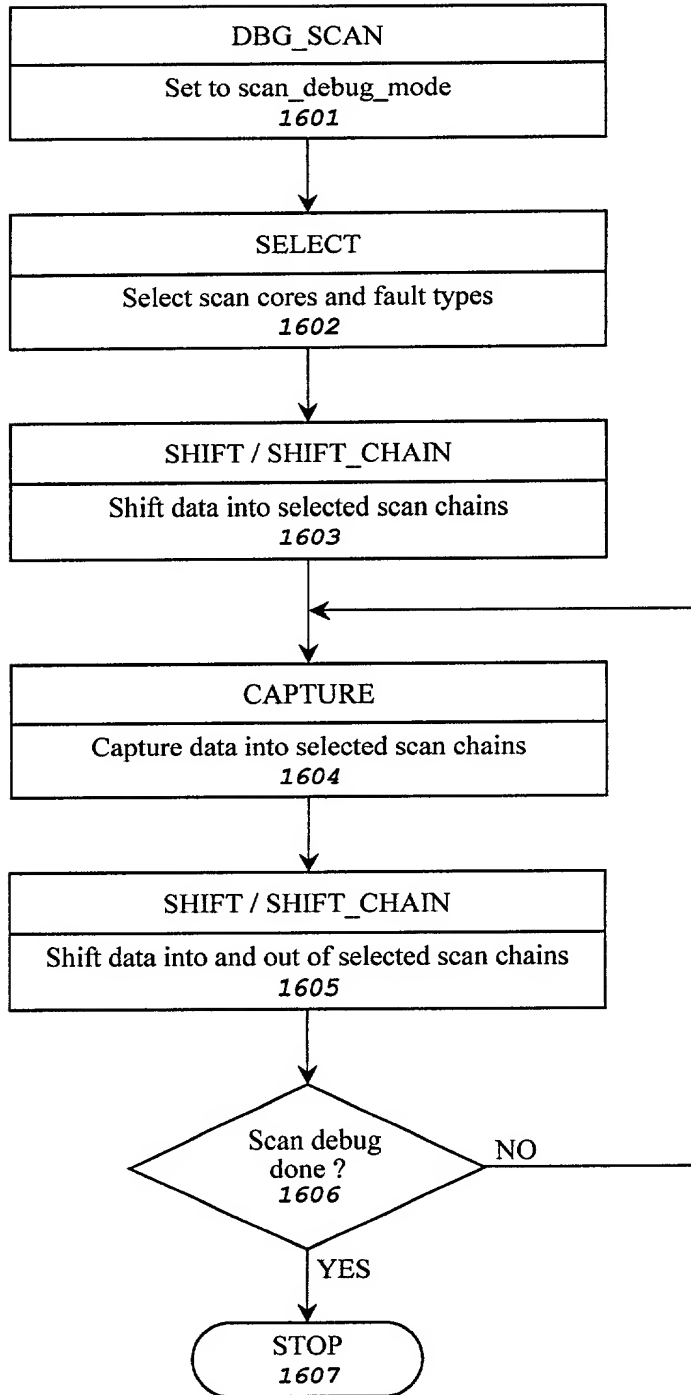 DBG_SCAN
Set to scan_debug_mode
1601
SELECT
Select scan cores and fault types
1602
SHIFT / SHIFT_CHAIN
Shift data into selected scan chains
1603
CAPTURE
Capture data into selected scan chains
1604
SHIFT / SHIFT_CHAIN
Shift data into and out of selected scan chains
1605
Scan debug
done ?
1606
NO
YES
STOP
1607